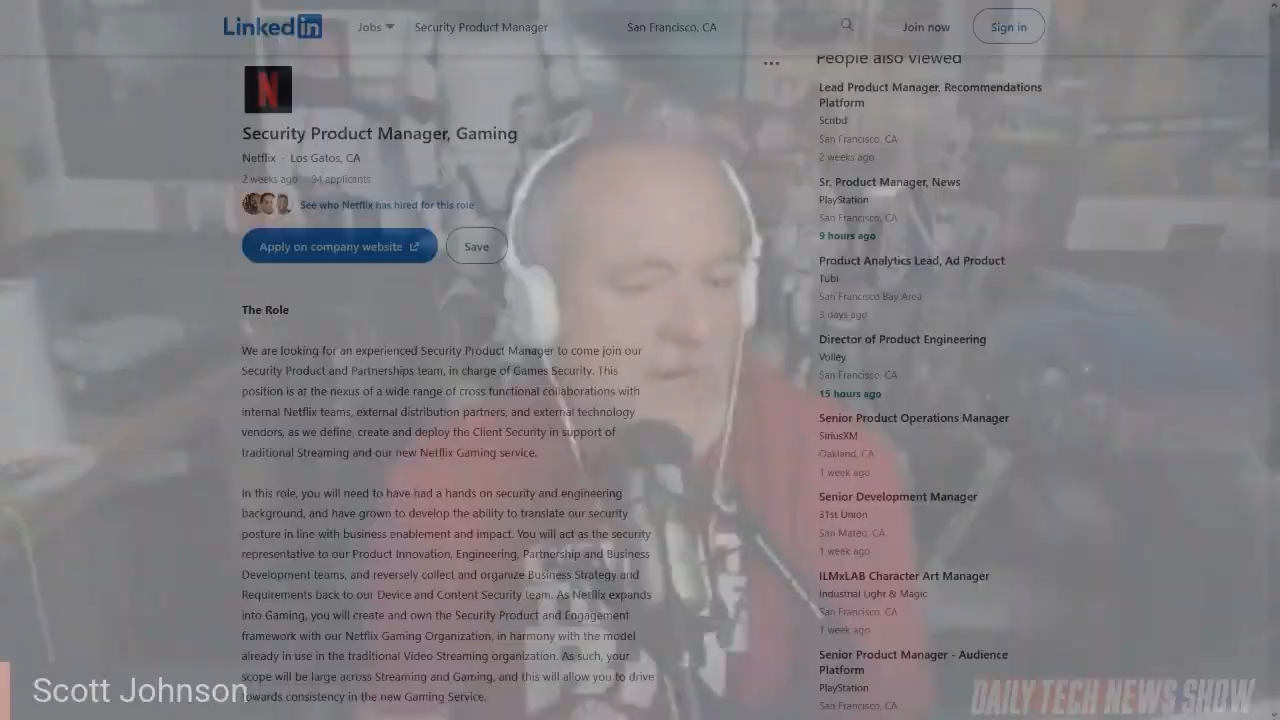 LinkedIn
Jobs
Security Product Manager
San Francisco, CA
Join now
Sign in
N
Security Product Manager, Gaming
Netflix · Los Gatos, CA
2 weeks ago · 94 applicants
See who Netflix has hired for this role
Apply on company website
Save
The Role
We are looking for an experienced Security Product Manager to come join our
Security Product and Partnerships team, in charge of Games Security. This
position is at the nexus of a wide range of cross functional collaborations with
internal Netflix teams, external distribution partners, and external technology
vendors, as we define, create and deploy the Client Security in support of
traditional Streaming and our new Netflix Gaming service.
In this role, you will need to have had a hands on security and engineering
background, and have grown to develop the ability to translate our security
posture in line with business enablement and impact. You will act as the security
representative to our Product Innovation, Engineering, Partnership and Business
Development teams, and reversely collect and organize Business Strategy and
Requirements back to our Device and Content Security team. As Netflix expands
into Gaming, you will create and own the Security Product and Engagement
framework with our Netflix Gaming Organization, in harmony with the model
already in use in the traditional Video Streaming organization. As such, your
scope will be large across Streaming and Gaming, and this will allow you to drive
towards consistency in the new Gaming Service.
People also viewed
Lead Product Manager, Recommendations
Platform
Scribd
San Francisco, CA
2 weeks ago
Sr. Product Manager, News
PlayStation
San Francisco, CA
9 hours ago
Product Analytics Lead, Ad Product
Tubi
San Francisco Bay Area
3 days ago
Director of Product Engineering
Volley
San Francisco, CA
15 hours ago
Senior Product Operations Manager
SiriusXM
Oakland, CA
1 week ago
Senior Development Manager
31st Union
San Mateo, CA
1 week ago
ILMxLAB Character Art Manager
Industrial Light & Magic
San Francisco, CA
1 week ago
Senior Product Manager - Audience
Platform
PlayStation
San Francisco, CA
Scott Johnson
DAILY TECH NEWS SHOW